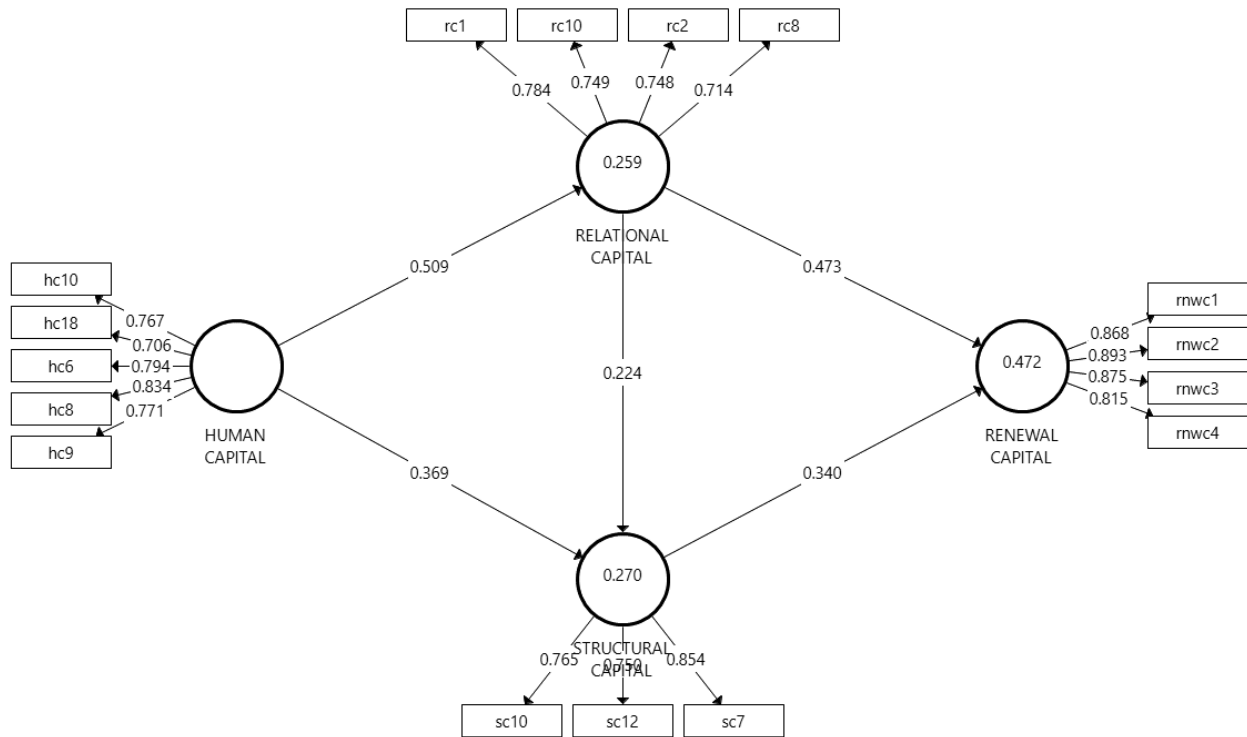 rc1
rc10
rc2
rc8
0.784
0.749
0.748
0.714
0.259
RELATIONAL
CAPITAL
0.509
0.473
hc10
hc18
hc6
hc8
hc9
0.767
0.706
0.794
0.834
0.771
HUMAN
CAPITAL
0.224
0.472
RENEWAL
CAPITAL
0.868
0.893
0.875
0.815
rnwc1
rnwc2
rnwc3
rnwc4
0.369
0.340
0.270
STRUCTURAL
CAPITAL
0.765
0.750
0.854
sc10
sc12
sc7